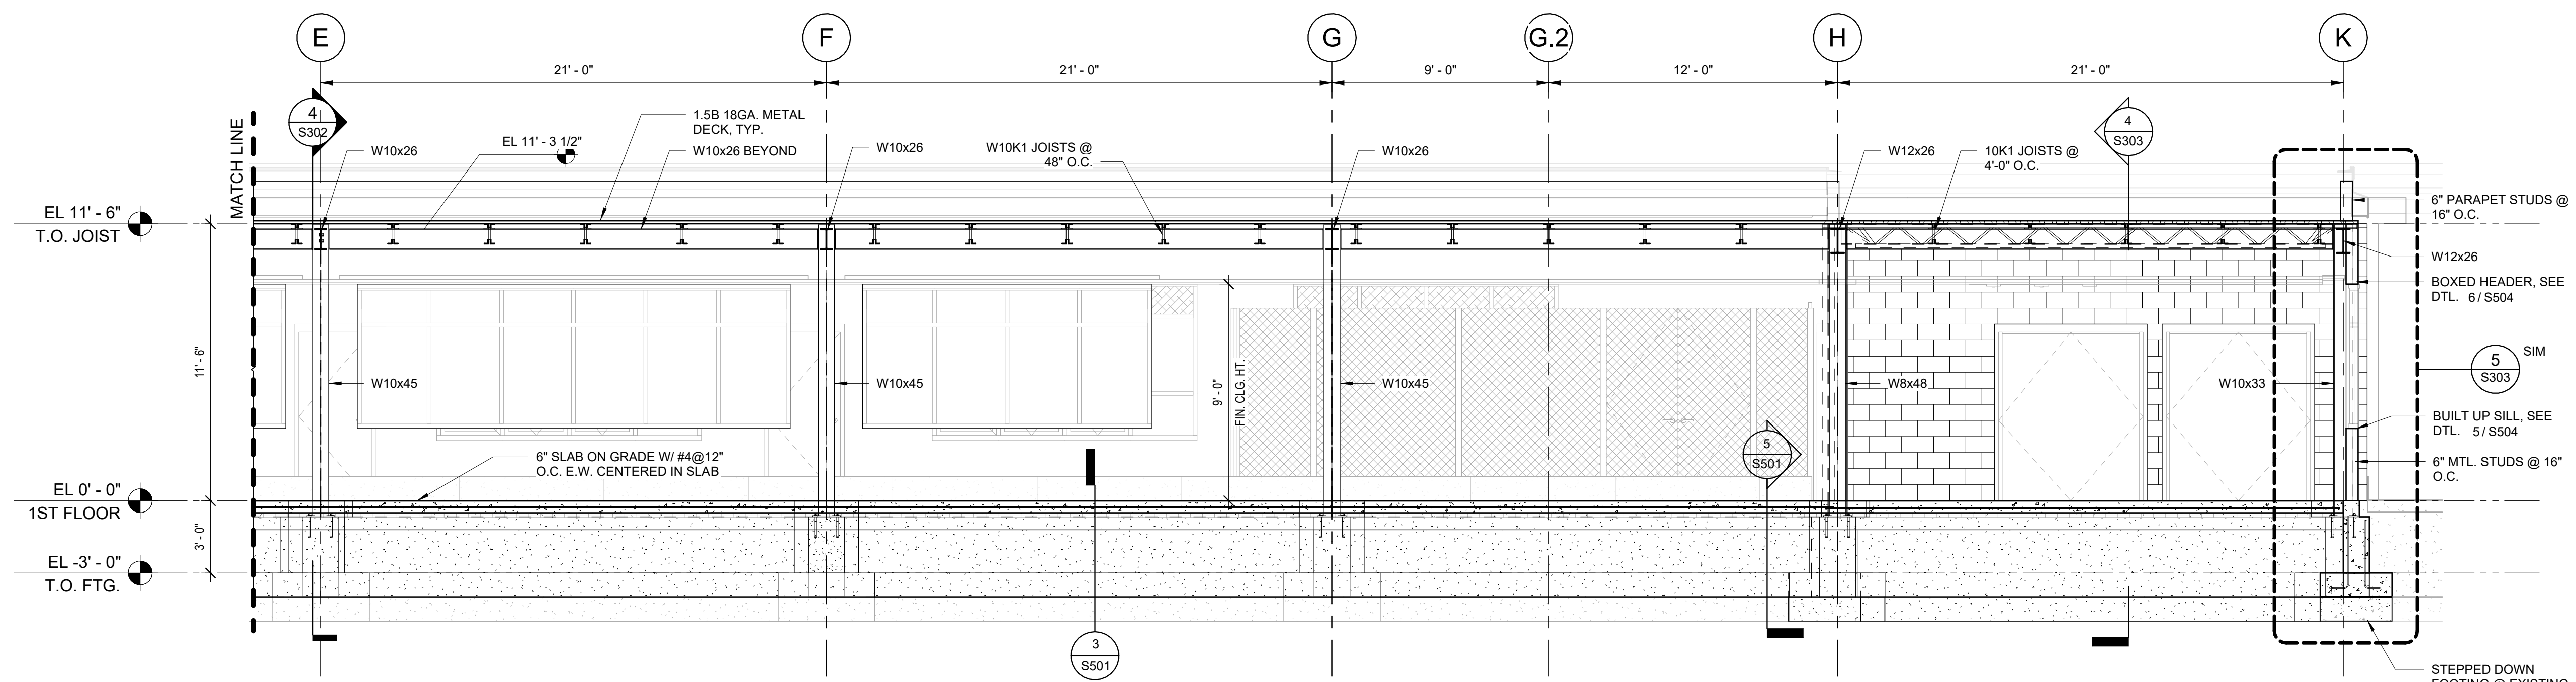 E
F
G
G.2
H
K
21' - 0"
21' - 0"
9' - 0"
12' - 0"
21' - 0"
4
S302
MATCH LINE
1.5B 18GA. METAL
DECK, TYP.
EL 11' - 3 1/2"
W10x26
W10x26 BEYOND
W10x26
W10K1 JOISTS @
48" O.C.
W10x26
W12x26
10K1 JOISTS @
4'-0" O.C.
4
S303
6" PARAPET STUDS @
16" O.C.
EL 11' - 6"
T.O. JOIST
W12x26
BOXED HEADER, SEE
DTL. 6 / S504
11' - 6"
W10x45
W10x45
9' - 0"
FIN. CLG. HT.
W10x45
W8x48
W10x33
5
S303
SIM
BUILT UP SILL, SEE
DTL. 5 / S504
5
S501
6" SLAB ON GRADE W/ #4@12"
O.C. E.W. CENTERED IN SLAB
6" MTL. STUDS @ 16"
O.C.
EL 0' - 0"
1ST FLOOR
3' - 0"
EL -3' - 0"
T.O. FTG.
3
S501
STEPPED DOWN
FOOTING @ EXISTING